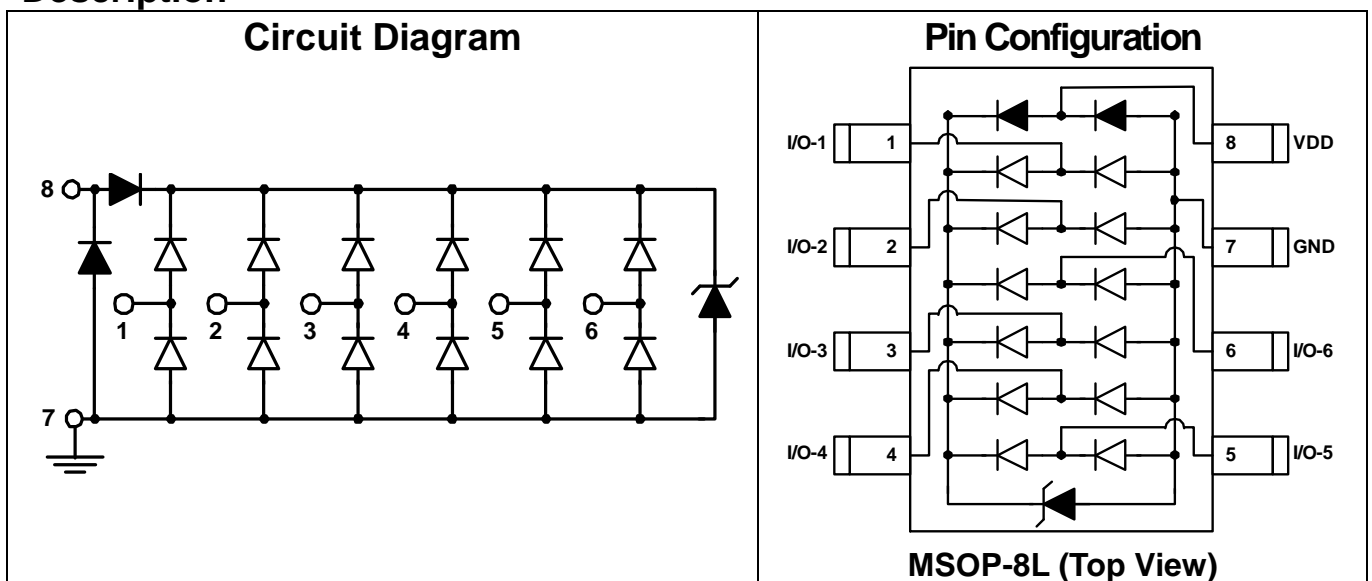 Description
Circuit Diagram
8
1
2
3
4
5
6
7
Pin Configuration
I/O-1 1 8 VDD
I/O-2 2 7 GND
I/O-3 3 6 I/O-6
I/O-4 4 5 I/O-5
MSOP-8L (Top View)